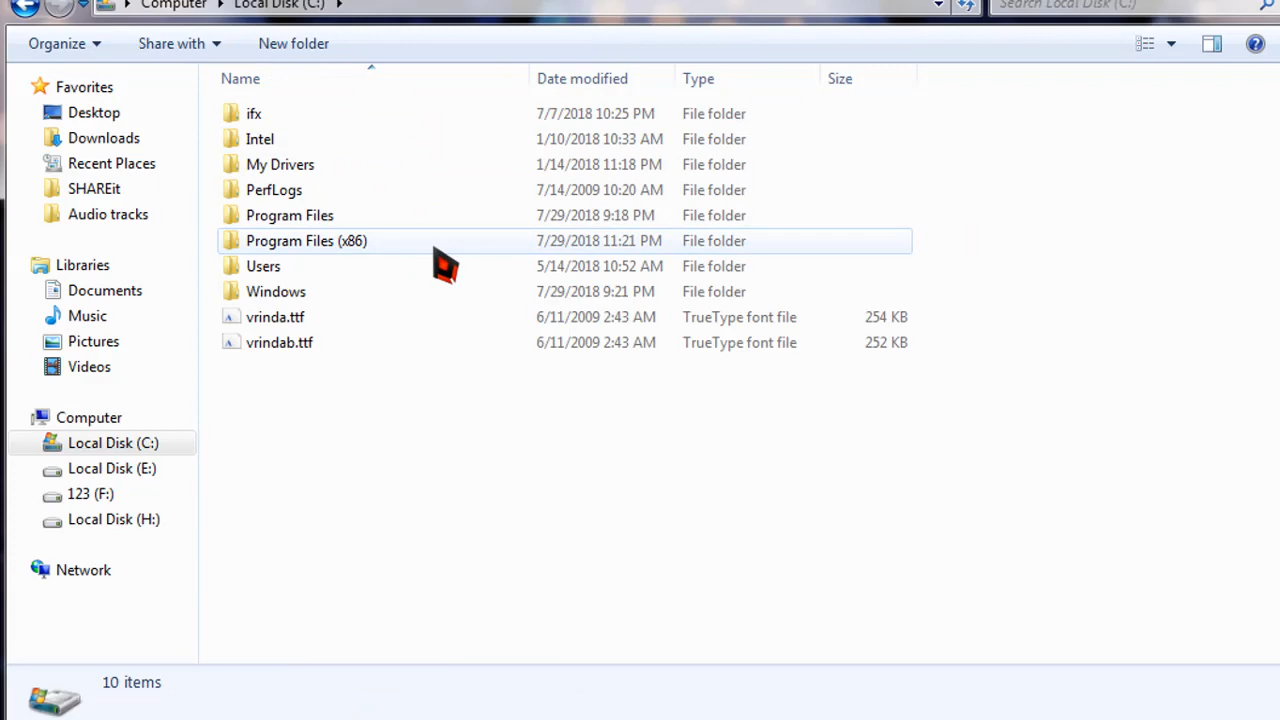 Computer Local Disk (C:) Search Local Disk (C:)
Organize Share with New folder
Name Date modified Type Size
Favorites
Desktop
Downloads
Recent Places
SHAREit
Audio tracks
Libraries
Documents
Music
Pictures
Videos
Computer
Local Disk (C:)
Local Disk (E:)
123 (F:)
Local Disk (H:)
Network
ifx 7/7/2018 10:25 PM File folder
Intel 1/10/2018 10:33 AM File folder
My Drivers 1/14/2018 11:18 PM File folder
PerfLogs 7/14/2009 10:20 AM File folder
Program Files 7/29/2018 9:18 PM File folder
Program Files (x86) 7/29/2018 11:21 PM File folder
Users 5/14/2018 10:52 AM File folder
Windows 7/29/2018 9:21 PM File folder
vrinda.ttf 6/11/2009 2:43 AM TrueType font file 254 KB
vrindab.ttf 6/11/2009 2:43 AM TrueType font file 252 KB
10 items